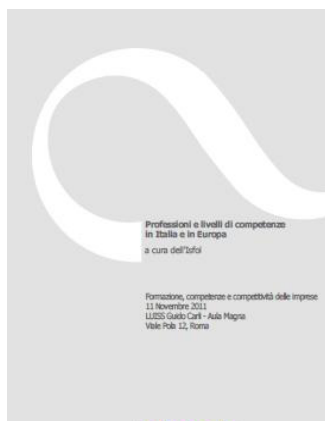 Professioni e livelli di competenze
in Italia e in Europa
a cura dell'Isfol
Formazione, competenze e competitività delle imprese
11 Novembre 2011
LUISS Guido Carli - Aula Magna
Viale Pola 12, Roma